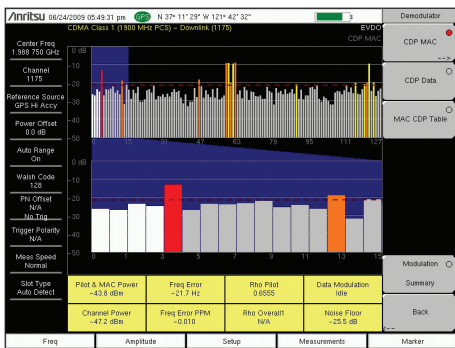 Anritsu 06/24/2009 05:49:31 pm GPS N 37° 11' 29" W 121° 42' 32"
CDMA Class 1 (1900 MHz PCS) - Downlink (1175)
EVDO
CDP MAC
Center Freq
1.988 750 GHz
Channel
1175
Reference Source
GPS Hi Accy
Power Offset
0.0 dB
Auto Range
On
Walsh Code
128
PN Offset
N/A
No Trig
Trigger Polarity
N/A
Meas Speed
Normal
Slot Type
Auto Detect
0 dB
-10
-20
-30
-40
-50
0 15 31 47 63 79 95 111 127
0 dB
-10
-20
-30
-40
-50
0 1 3 5 7 9 11 13 15
Pilot & MAC Power
-43.8 dBm
Freq Error
-21.7 Hz
Rho Pilot
0.6555
Data Modulation
Idle
Channel Power
-47.2 dBm
Freq Error PPM
-0.010
Rho Overall1
N/A
Noise Floor
-25.5 dB
Demodulator
CDP MAC
-->
CDP Data
MAC CDP Table
Modulation
Summary
Back
<--
Freq Amplitude Setup Measurements Marker